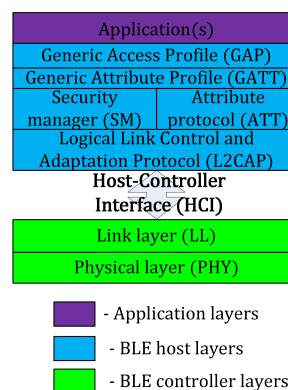 Application(s)
Generic Access Profile (GAP)
Generic Attribute Profile (GATT)
Security
manager (SM)
Attribute
protocol (ATT)
Logical Link Control and
Adaptation Protocol (L2CAP)
Host-Controller
Interface (HCI)
Link layer (LL)
Physical layer (PHY)
- Application layers
- BLE host layers
- BLE controller layers